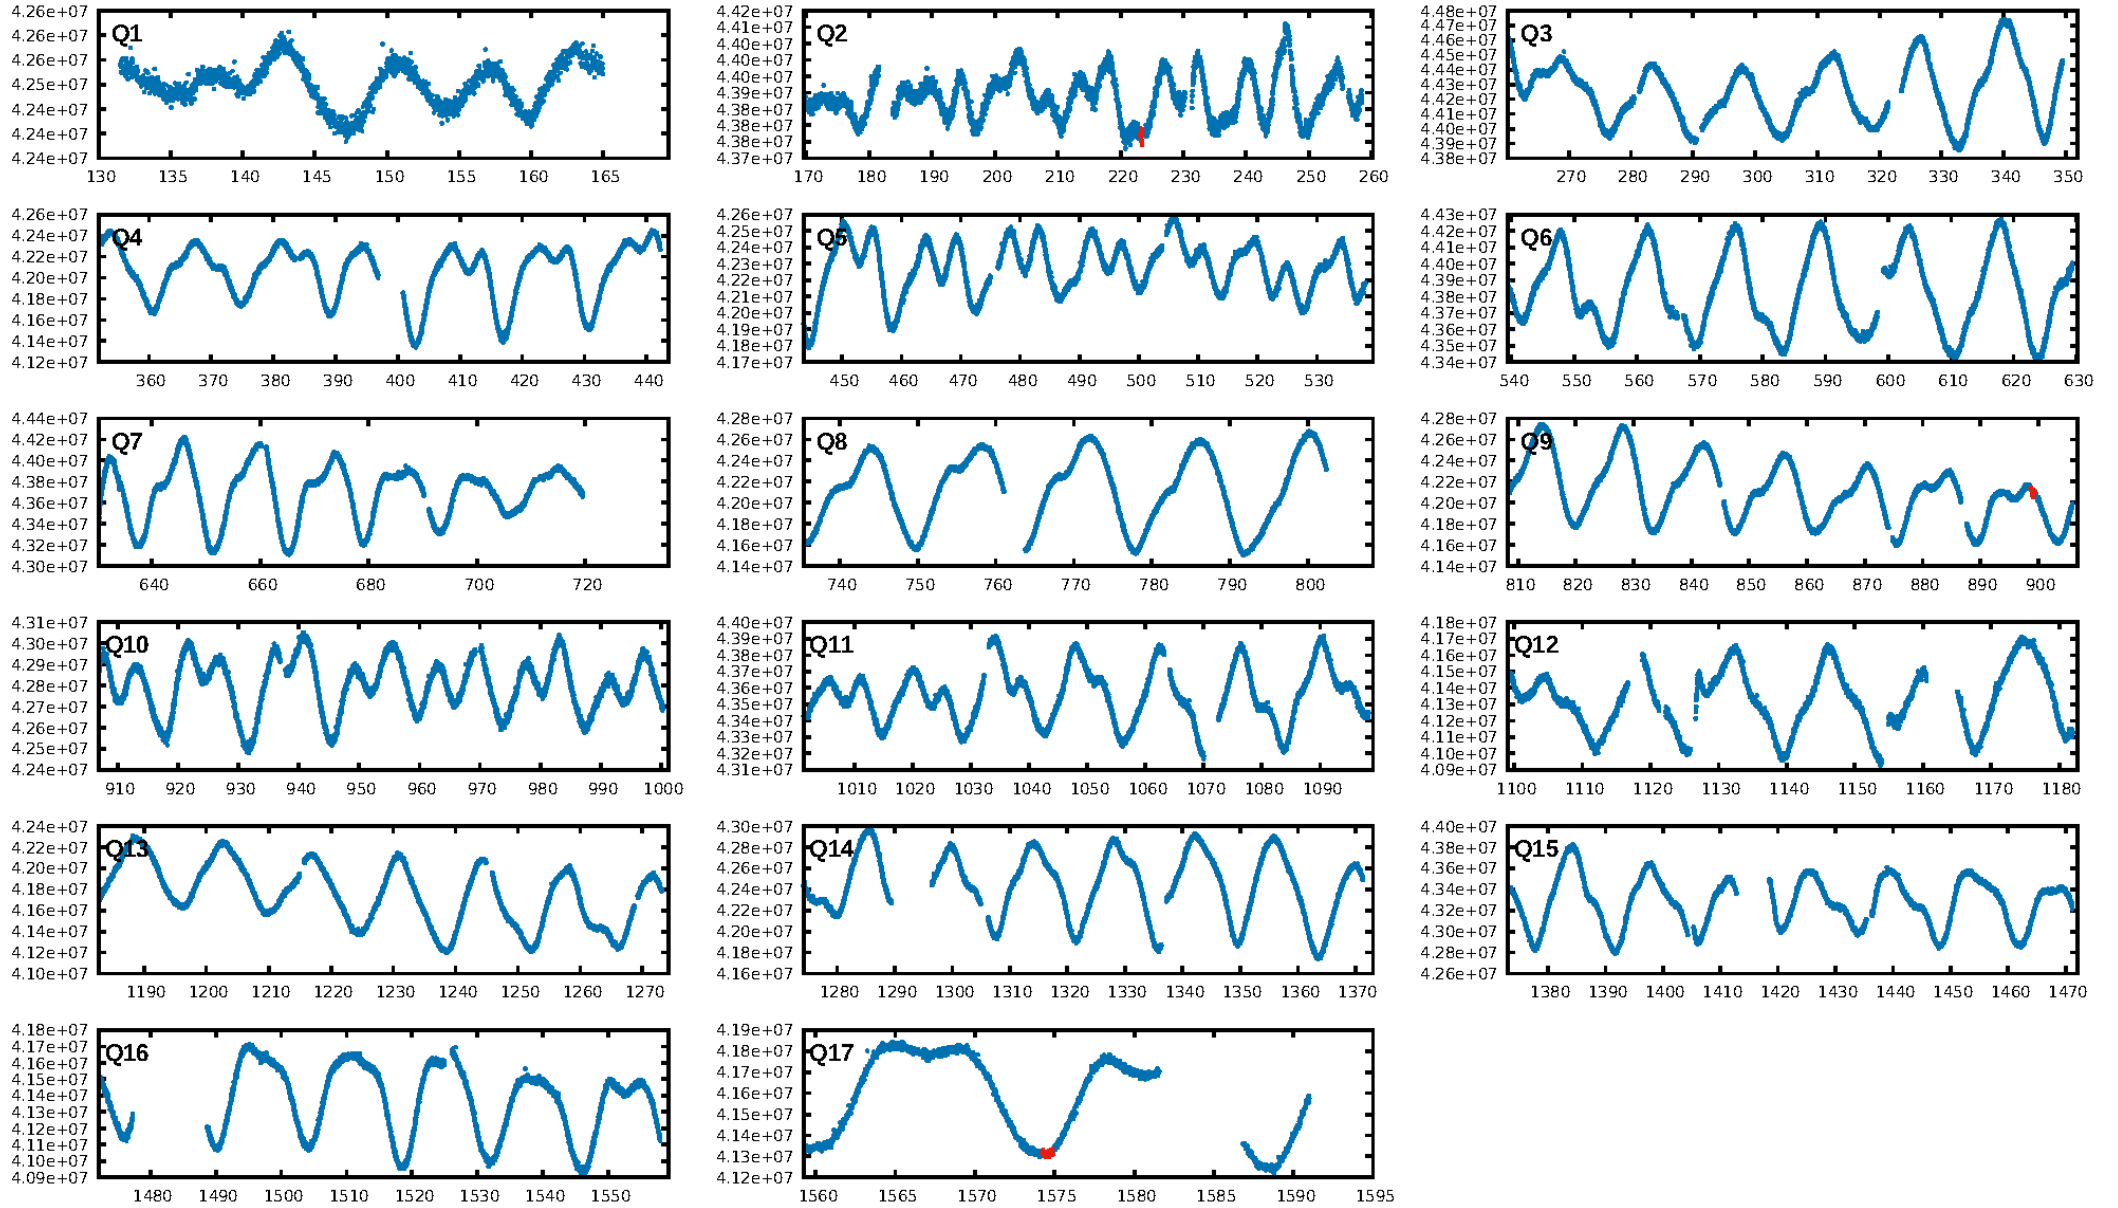 Q1
4.26e+07
4.26e+07
4.26e+07
4.25e+07
4.24e+07
4.24e+07
4.24e+07
130 135 140 145 150 155 160 165
Q2
4.42e+07
4.41e+07
4.40e+07
4.40e+07
4.40e+07
4.39e+07
4.38e+07
4.38e+07
4.38e+07
4.37e+07
170 180 190 200 210 220 230 240 250 260
Q3
4.48e+07
4.47e+07
4.46e+07
4.45e+07
4.44e+07
4.43e+07
4.42e+07
4.41e+07
4.40e+07
4.39e+07
4.38e+07
270 280 290 300 310 320 330 340 350
Q4
4.26e+07
4.24e+07
4.22e+07
4.20e+07
4.18e+07
4.16e+07
4.14e+07
4.12e+07
360 370 380 390 400 410 420 430 440
Q5
4.26e+07
4.25e+07
4.24e+07
4.23e+07
4.22e+07
4.21e+07
4.20e+07
4.19e+07
4.18e+07
4.17e+07
450 460 470 480 490 500 510 520 530
Q6
4.43e+07
4.42e+07
4.41e+07
4.40e+07
4.39e+07
4.38e+07
4.37e+07
4.36e+07
4.35e+07
4.34e+07
540 550 560 570 580 590 600 610 620 630
Q7
4.44e+07
4.42e+07
4.40e+07
4.38e+07
4.36e+07
4.34e+07
4.32e+07
4.30e+07
640 660 680 700 720
Q8
4.28e+07
4.26e+07
4.24e+07
4.22e+07
4.20e+07
4.18e+07
4.16e+07
4.14e+07
740 750 760 770 780 790 800
Q9
4.28e+07
4.26e+07
4.24e+07
4.22e+07
4.20e+07
4.18e+07
4.16e+07
4.14e+07
810 820 830 840 850 860 870 880 890 900
Q10
4.31e+07
4.30e+07
4.29e+07
4.28e+07
4.27e+07
4.26e+07
4.25e+07
4.24e+07
910 920 930 940 950 960 970 980 990 1000
Q11
4.40e+07
4.39e+07
4.38e+07
4.37e+07
4.36e+07
4.35e+07
4.34e+07
4.33e+07
4.32e+07
4.31e+07
1010 1020 1030 1040 1050 1060 1070 1080 1090
Q12
4.18e+07
4.17e+07
4.16e+07
4.15e+07
4.14e+07
4.13e+07
4.12e+07
4.11e+07
4.10e+07
4.09e+07
1100 1110 1120 1130 1140 1150 1160 1170 1180
Q13
4.24e+07
4.22e+07
4.20e+07
4.18e+07
4.16e+07
4.14e+07
4.12e+07
4.10e+07
1190 1200 1210 1220 1230 1240 1250 1260 1270
Q14
4.30e+07
4.28e+07
4.26e+07
4.24e+07
4.22e+07
4.20e+07
4.18e+07
4.16e+07
1280 1290 1300 1310 1320 1330 1340 1350 1360 1370
Q15
4.40e+07
4.38e+07
4.36e+07
4.34e+07
4.32e+07
4.30e+07
4.28e+07
4.26e+07
1380 1390 1400 1410 1420 1430 1440 1450 1460 1470
Q16
4.18e+07
4.17e+07
4.16e+07
4.15e+07
4.14e+07
4.13e+07
4.12e+07
4.11e+07
4.10e+07
4.09e+07
1480 1490 1500 1510 1520 1530 1540 1550
Q17
4.19e+07
4.18e+07
4.17e+07
4.16e+07
4.15e+07
4.14e+07
4.13e+07
4.12e+07
1560 1565 1570 1575 1580 1585 1590 1595